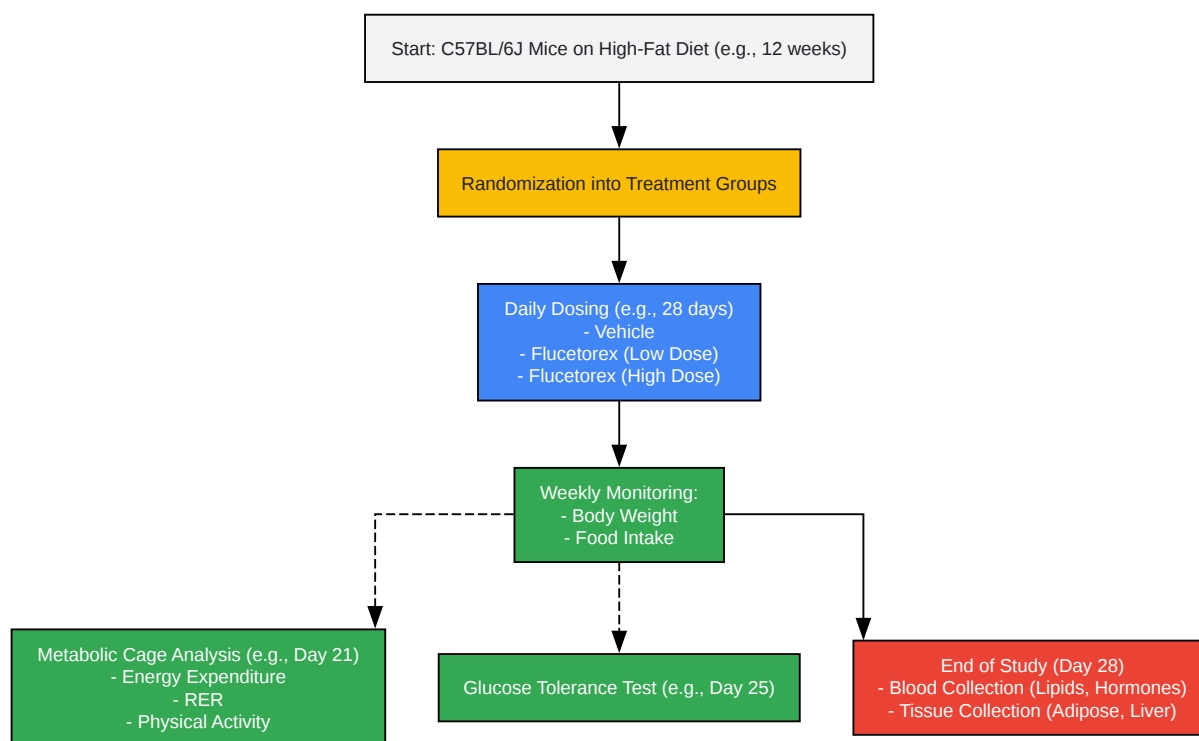 Start: C57BL/6J Mice on High-Fat Diet (e.g., 12 weeks)
Randomization into Treatment Groups
Daily Dosing (e.g., 28 days)
- Vehicle
- Flucetorex (Low Dose)
- Flucetorex (High Dose)
Weekly Monitoring:
- Body Weight
- Food Intake
Metabolic Cage Analysis (e.g., Day 21)
- Energy Expenditure
- RER
- Physical Activity
Glucose Tolerance Test (e.g., Day 25)
End of Study (Day 28)
- Blood Collection (Lipids, Hormones)
- Tissue Collection (Adipose, Liver)